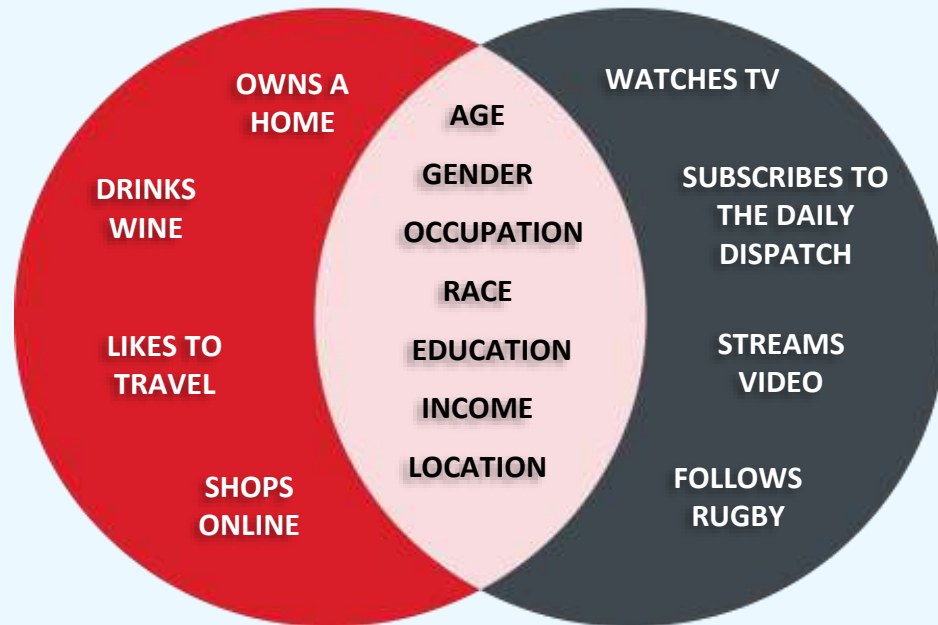 OWNS A
HOME
DRINKS
WINE
LIKES TO
TRAVEL
SHOPS
ONLINE
AGE
GENDER
OCCUPATION
RACE
EDUCATION
INCOME
LOCATION
WATCHES TV
SUBSCRIBES TO
THE DAILY
DISPATCH
STREAMS
VIDEO
FOLLOWS
RUGBY